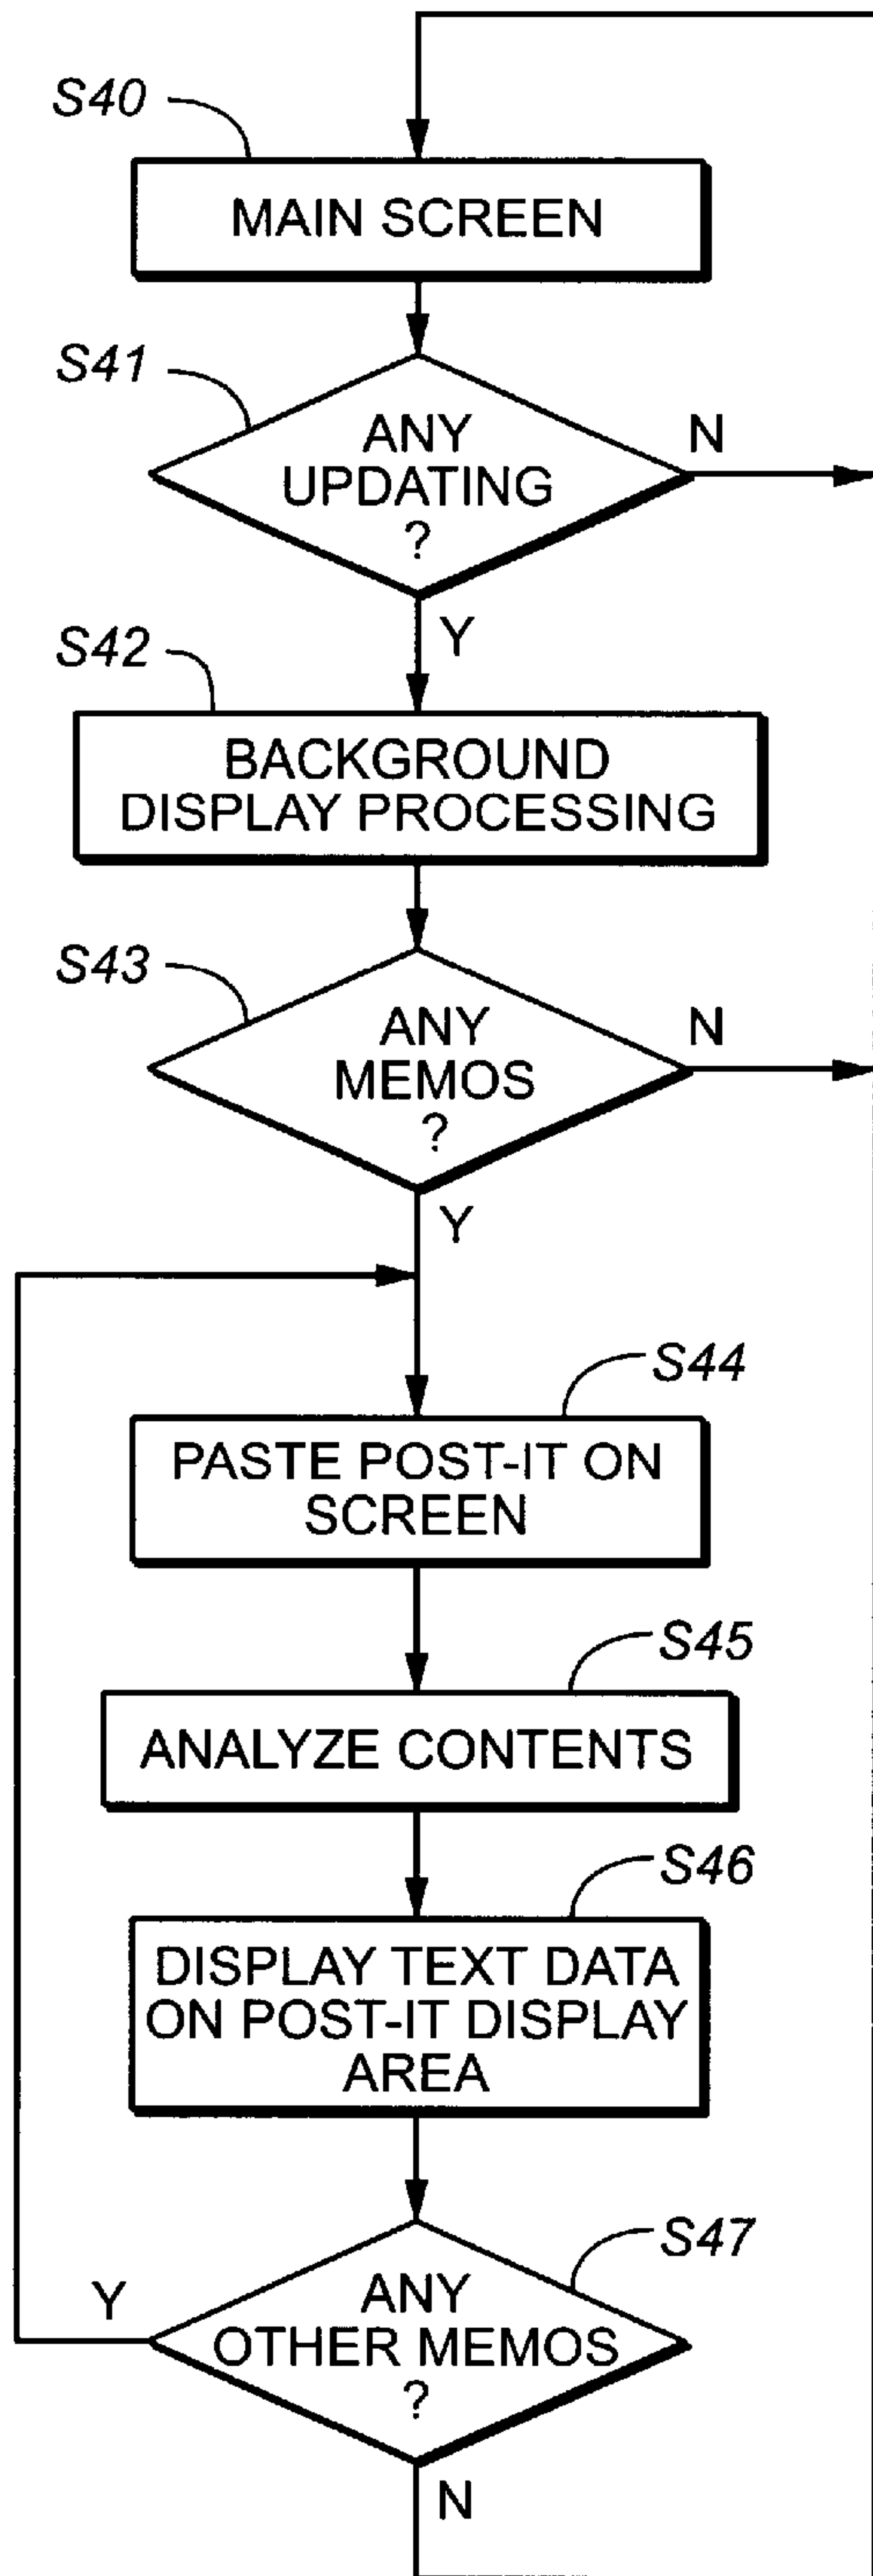 S40
MAIN SCREEN
S41
ANY
UPDATING
?
N
Y
S42
BACKGROUND
DISPLAY PROCESSING
S43
ANY
MEMOS
?
N
Y
S44
PASTE POST-IT ON
SCREEN
S45
ANALYZE CONTENTS
S46
DISPLAY TEXT DATA
ON POST-IT DISPLAY
AREA
S47
ANY
OTHER MEMOS
?
Y
N